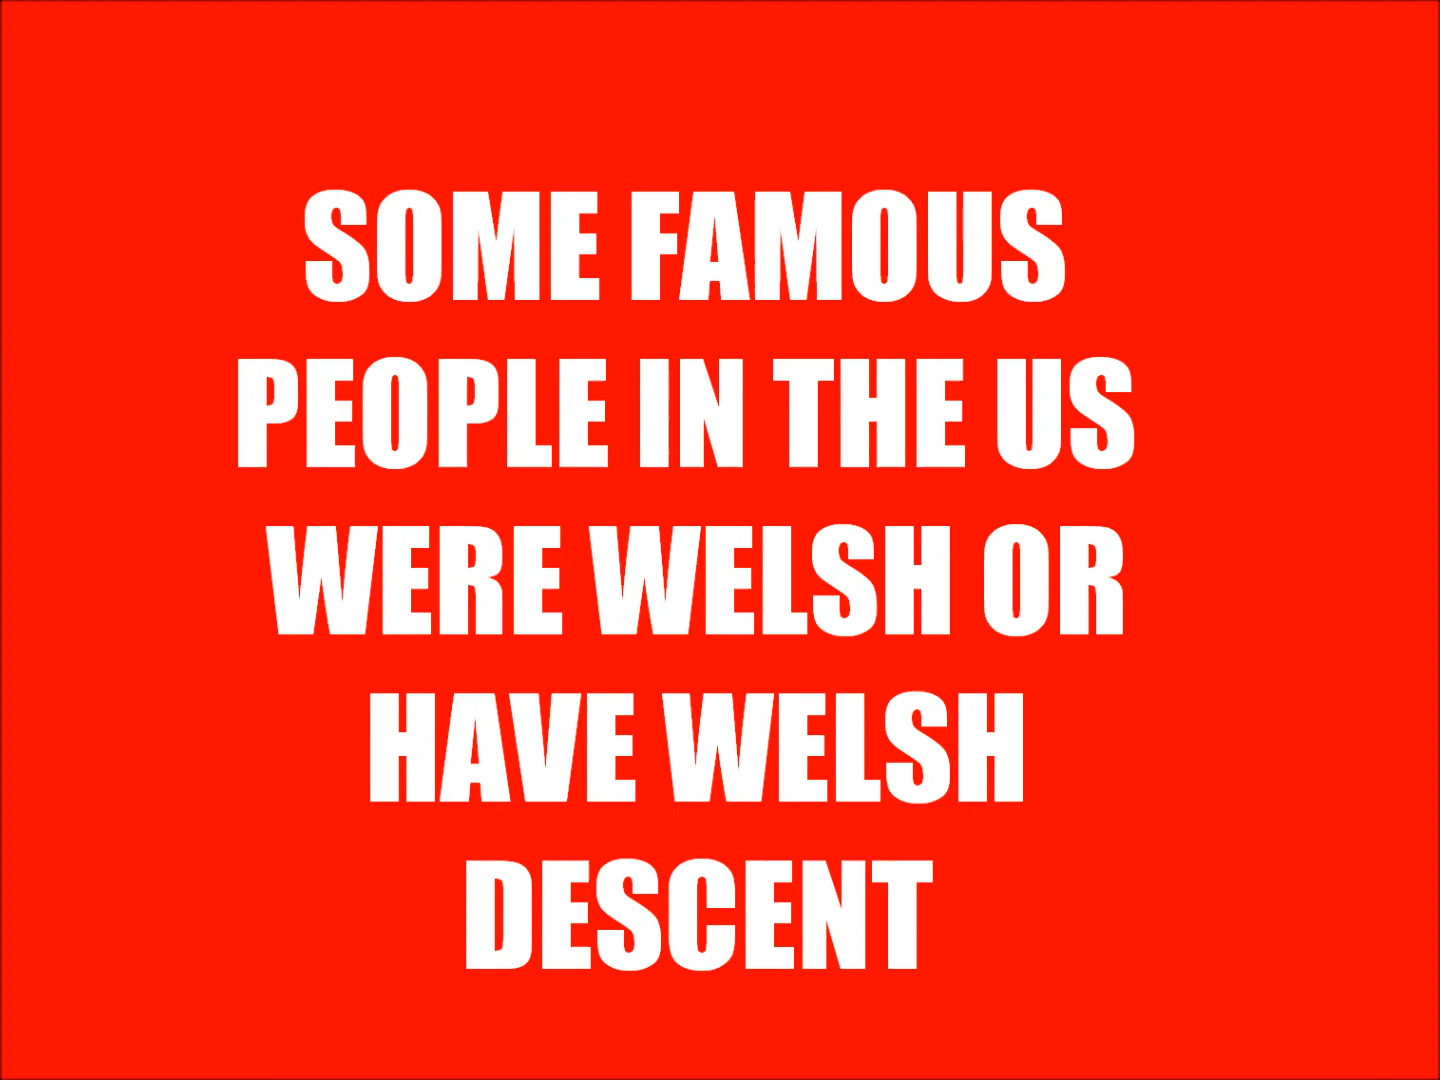 SOME FAMOUS
PEOPLE IN THE US
WERE WELSH OR
HAVE WELSH
DESCENT